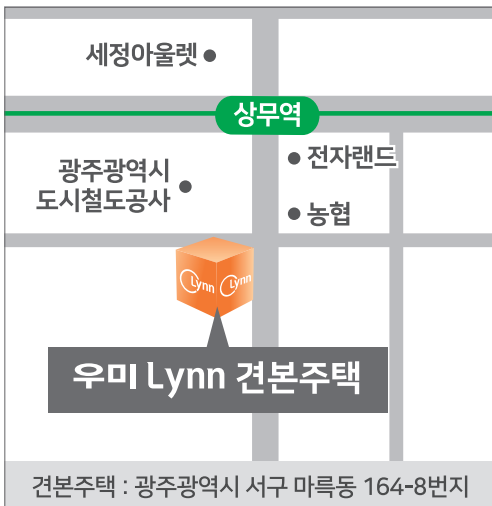 세정아울렛
상무역
광주광역시
도시철도공사
전자랜드
농협
Lynn Lynn
우미 Lynn 견본주택
견본주택 : 광주광역시 서구 마륵동 164-8번지